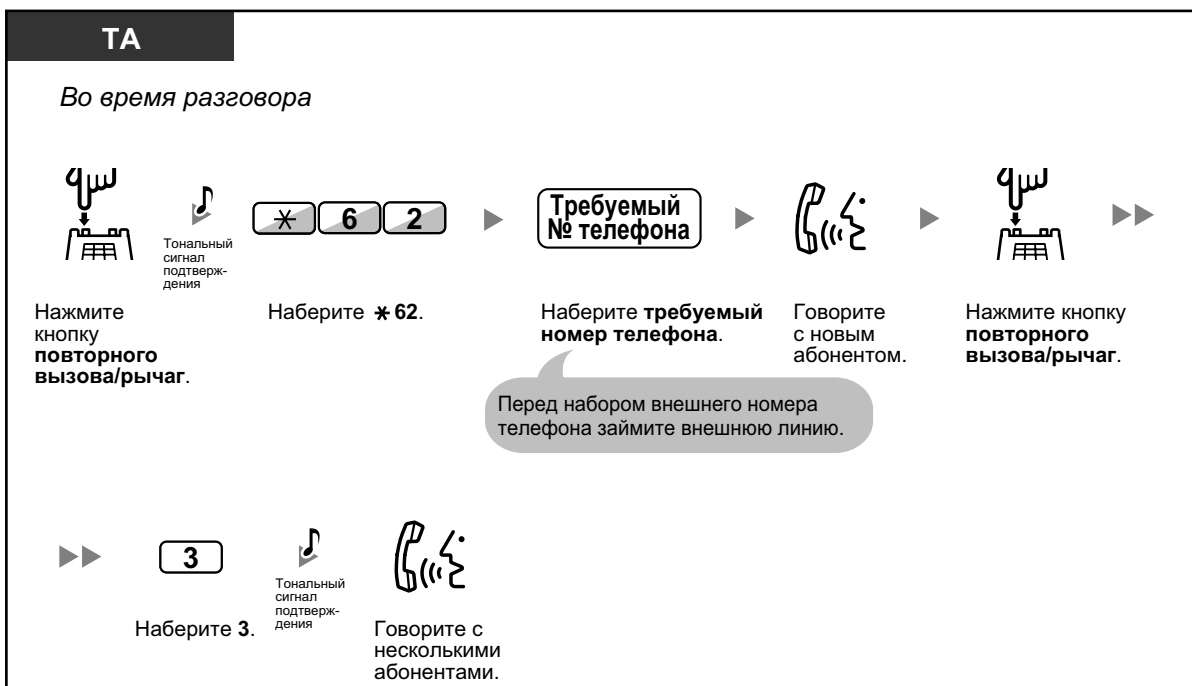 ТА
Во время разговора
Тональный
сигнал
подтверж-
дения
* 6 2
Требуемый
№ телефона
Нажмите
кнопку
повторного
вызова/рычаг.
Наберите * 62.
Наберите требуемый
номер телефона.
Говорите
с новым
абонентом.
Нажмите кнопку
повторного
вызова/рычаг.
Перед набором внешнего номера
телефона займите внешнюю линию.
3
Тональный
сигнал
подтверж-
дения
Наберите 3.
Говорите с
несколькими
абонентами.